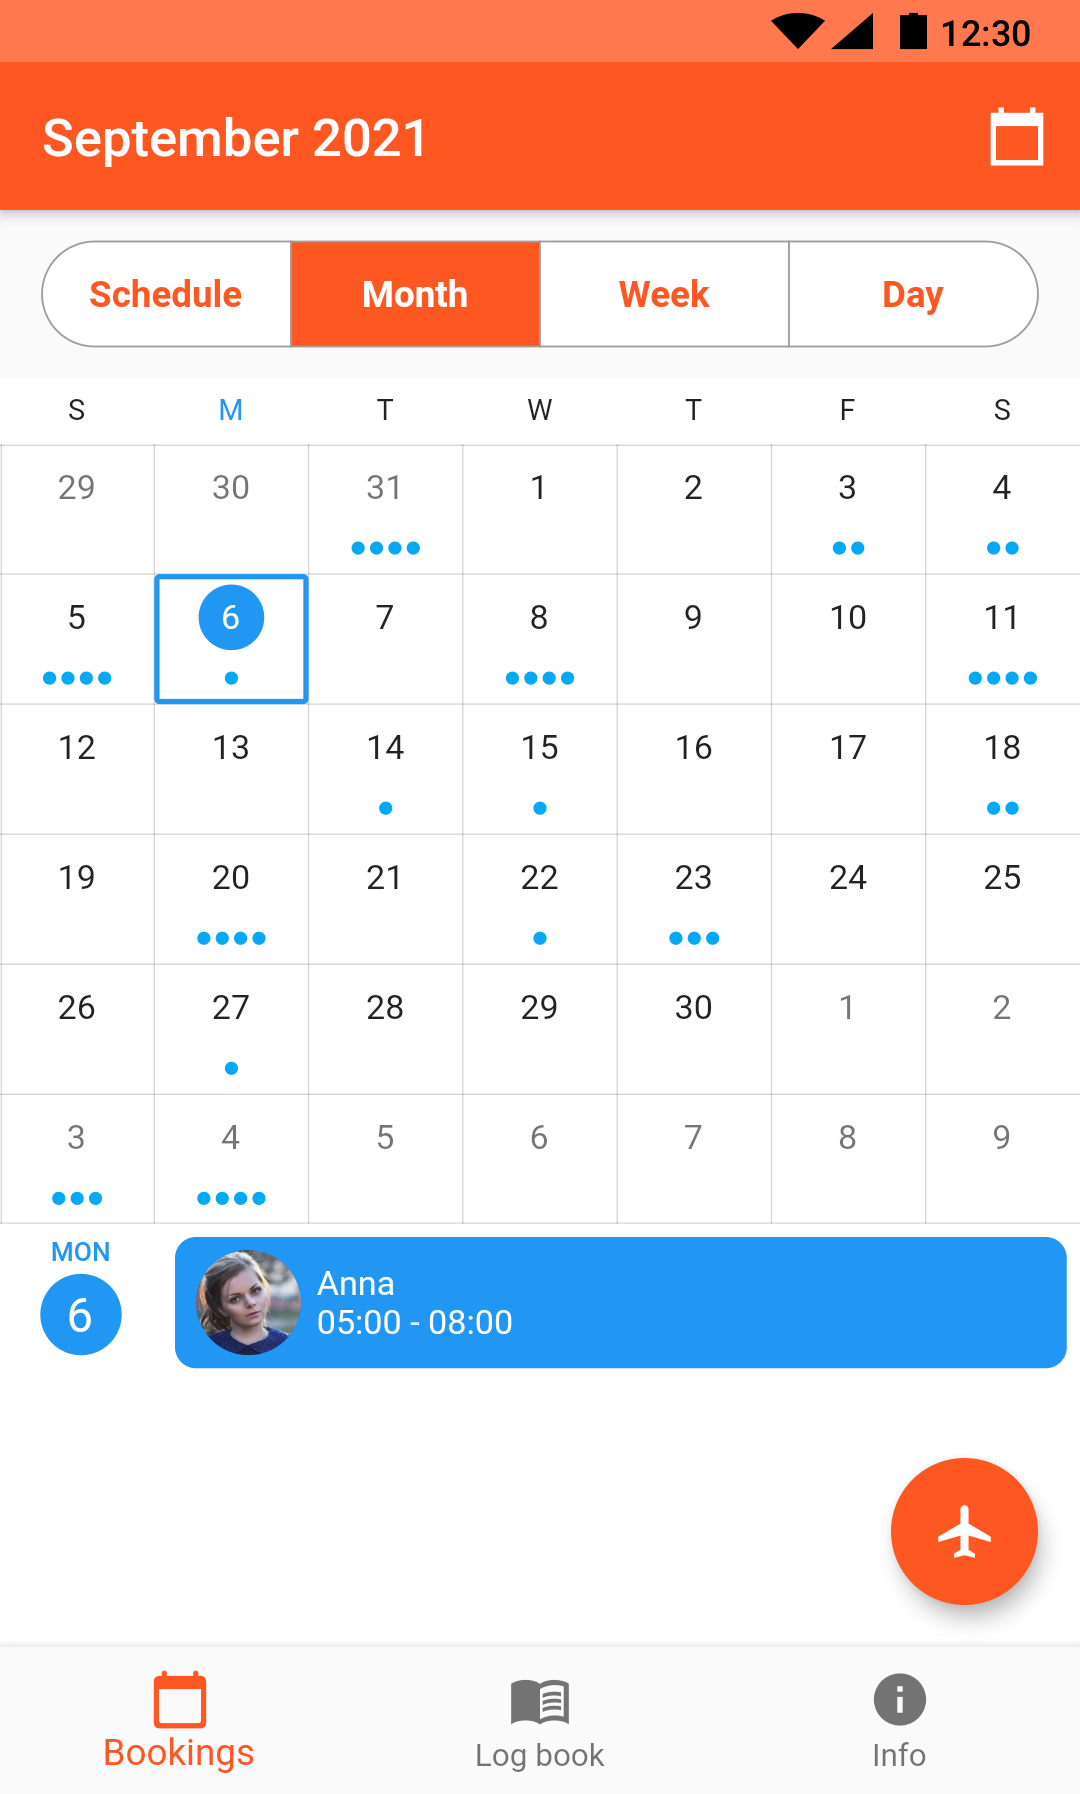 12:30
September 2021
Schedule Month Week Day
S M T W T F S
29 30 31 1 2 3 4
5 6 7 8 9 10 11
12 13 14 15 16 17 18
19 20 21 22 23 24 25
26 27 28 29 30 1 2
3 4 5 6 7 8 9
MON
6
Anna
05:00 - 08:00
Bookings Log book Info